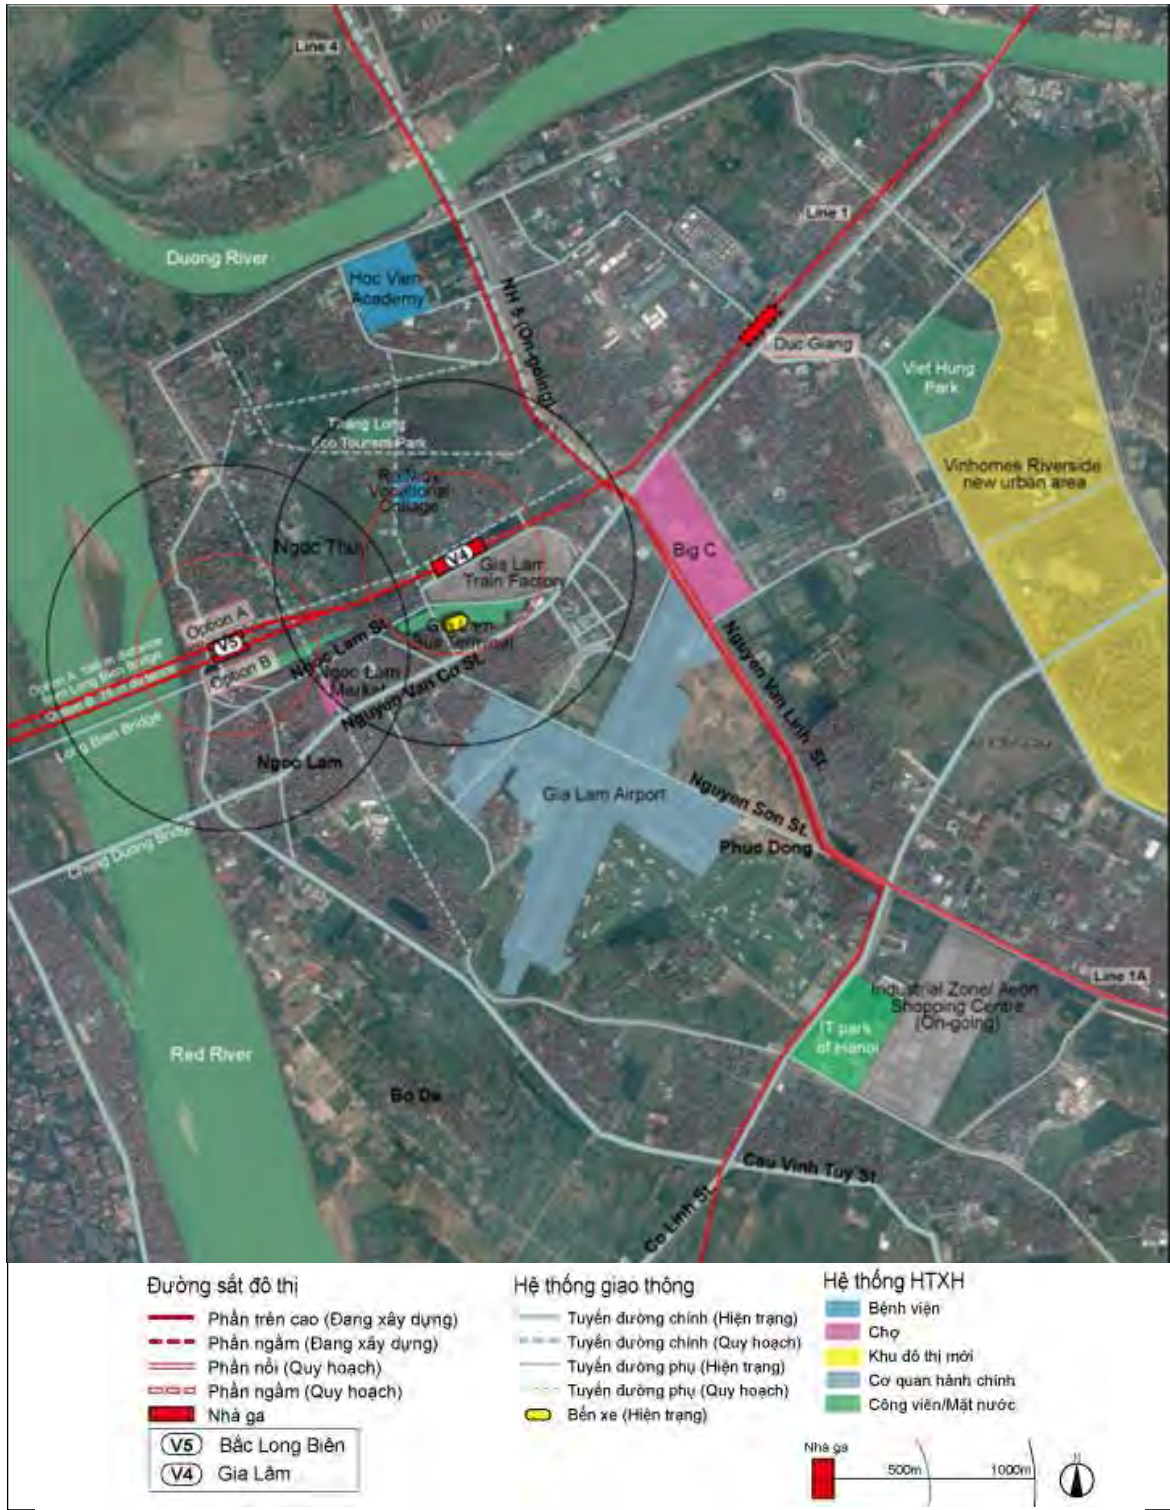 Line 4
Line 1
Duong River
Hoc Vien
Academy
NH 5 (On-going)
Duc Giang
Viet Hung
Park
Thang Long
Eco Tourism Park
Vinhomes Riverside
new urban area
Vocational
Ngoc Thuy
V4
Gia Lam
Train Factory
Big C
Option A
V5
Option B
Ngoc Lam St.
Ngoc Lam
Market
Nguyen Van Co St.
Nguyen Van Linh St.
Long Bien Bridge
Ngoc Lam
Gia Lam Airport
Nguyen Son St.
Phuc Dong
Chung Duong Bridge
Line 1A
Industrial Zone/ Aeon
Shopping Centre
(On-going)
IT park
of Hanoi
Red River
Bo De
Cau Vinh Tuy St
Co Linh St.
Đường sắt đô thị
Phần trên cao (Đang xây dựng)
Phần ngầm (Đang xây dựng)
Phần nổi (Quy hoạch)
Phần ngầm (Quy hoạch)
Nhà ga
V5 Bắc Long Biên
V4 Gia Lâm
Hệ thống giao thông
Tuyến đường chính (Hiện trạng)
Tuyến đường chính (Quy hoạch)
Tuyến đường phụ (Hiện trạng)
Tuyến đường phụ (Quy hoạch)
Bến xe (Hiện trạng)
Hệ thống HTXH
Bệnh viện
Chợ
Khu đô thị mới
Cơ quan hành chính
Công viên/Mặt nước
Nhà ga
500m
1000m